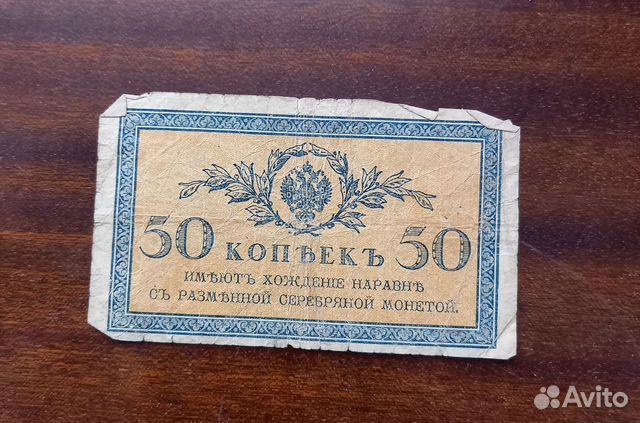 50 КОПѢЕКЪ 50
ИМѢЮТЪ ХОЖДЕНІЕ НАРАВНѢ
СЪ РАЗМѢННОЙ СЕРЕБРЯНОЙ МОНЕТОЙ.
Avito